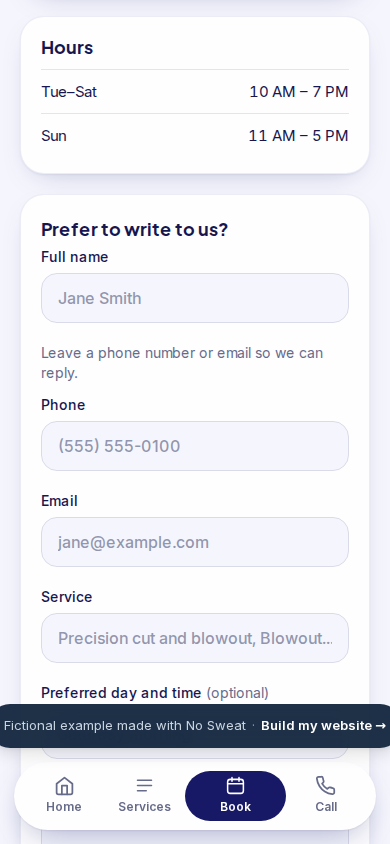 Hours
Tue–Sat 10 AM – 7 PM
Sun 11 AM – 5 PM
Prefer to write to us?
Full name
Jane Smith
Leave a phone number or email so we can
reply.
Phone
(555) 555-0100
Email
jane@example.com
Service
Precision cut and blowout, Blowout...
Preferred day and time (optional)
Fictional example made with No Sweat · Build my website →
Home Services Book Call